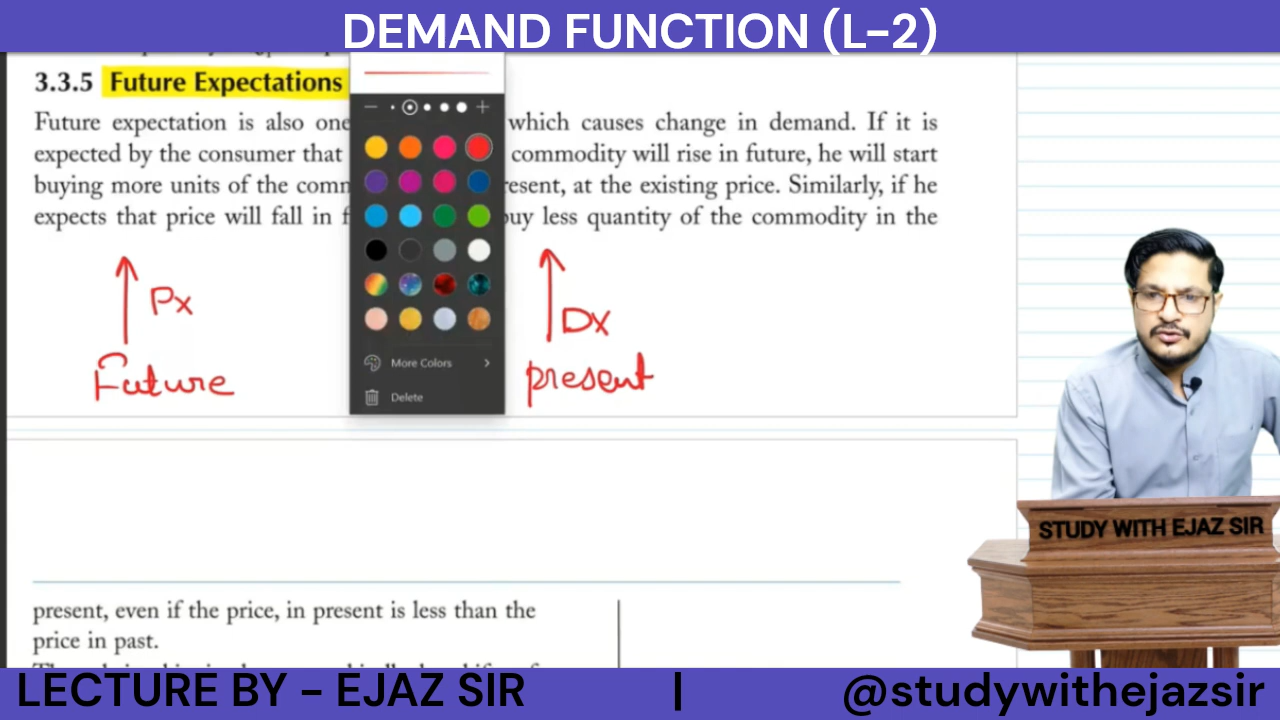 DEMAND FUNCTION (L-2)
3.3.5 Future Expectations
Future expectation is also one which causes change in demand. If it is
expected by the consumer that commodity will rise in future, he will start
buying more units of the at the existing price. Similarly, if he
expects that price will fall in less quantity of the commodity in the
↑ Px
Future
↑ Dx
present
More Colors
Delete
STUDY WITH EJAZ SIR
present, even if the price, in present is less than the
price in past.
LECTURE BY - EJAZ SIR | @studywithejazsir